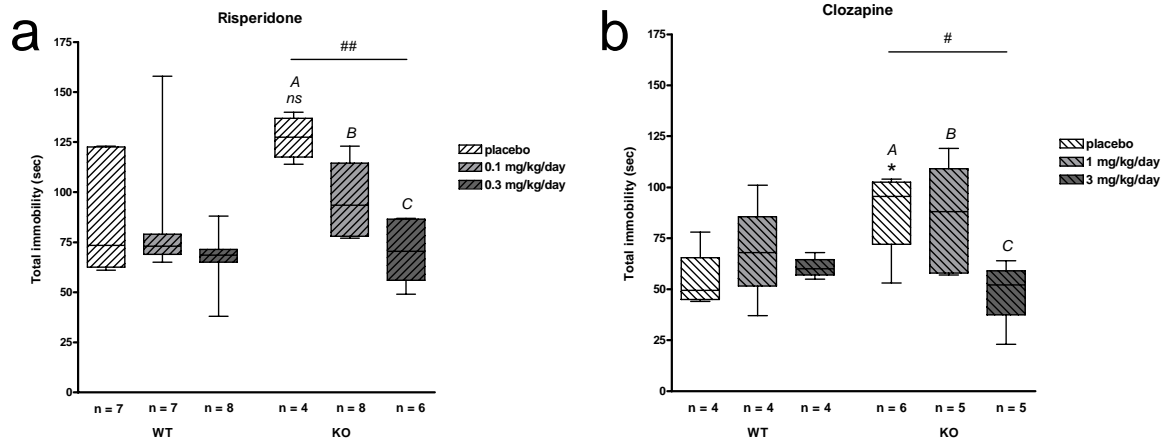 a
Risperidone
Total immobility (sec)
175
150
125
100
75
50
25
0
##
A
ns
B
C
placebo
0.1 mg/kg/day
0.3 mg/kg/day
n = 7
n = 7
n = 8
n = 4
n = 8
n = 6
WT
KO
b
Clozapine
Total immobility (sec)
175
150
125
100
75
50
25
0
#
A
*
B
C
placebo
1 mg/kg/day
3 mg/kg/day
n = 4
n = 4
n = 4
n = 6
n = 5
n = 5
WT
KO